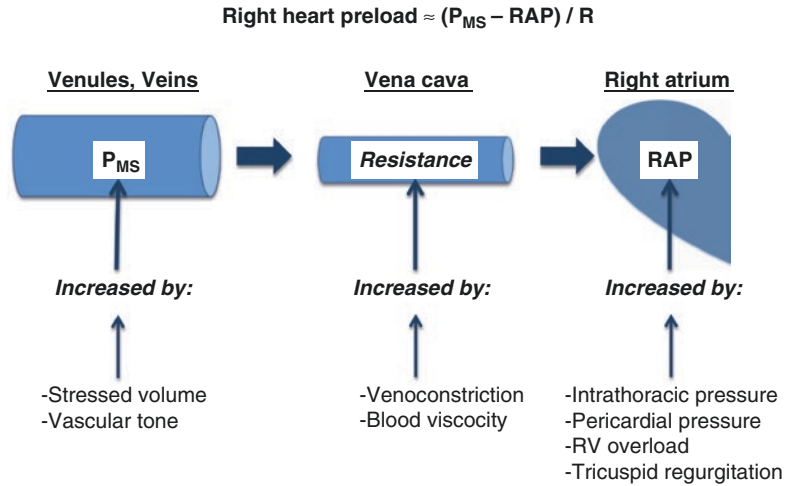 Right heart preload ≈ (PMS – RAP) / R
Venules, Veins
Vena cava
Right atrium
PMS
Resistance
RAP
Increased by:
Increased by:
Increased by:
-Stressed volume
-Vascular tone
-Venoconstriction
-Blood viscocity
-Intrathoracic pressure
-Pericardial pressure
-RV overload
-Tricuspid regurgitation